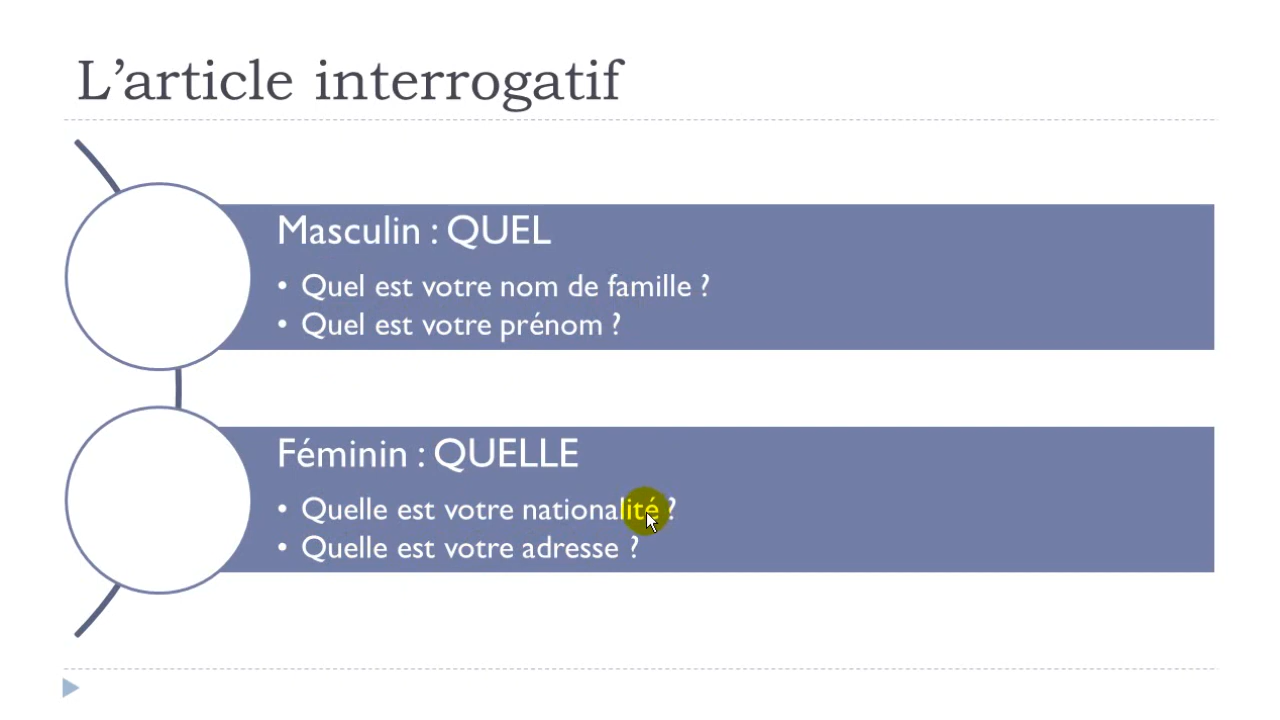 L’article interrogatif
Masculin : QUEL
• Quel est votre nom de famille ?
• Quel est votre prénom ?
Féminin : QUELLE
• Quelle est votre nationalité ?
• Quelle est votre adresse ?